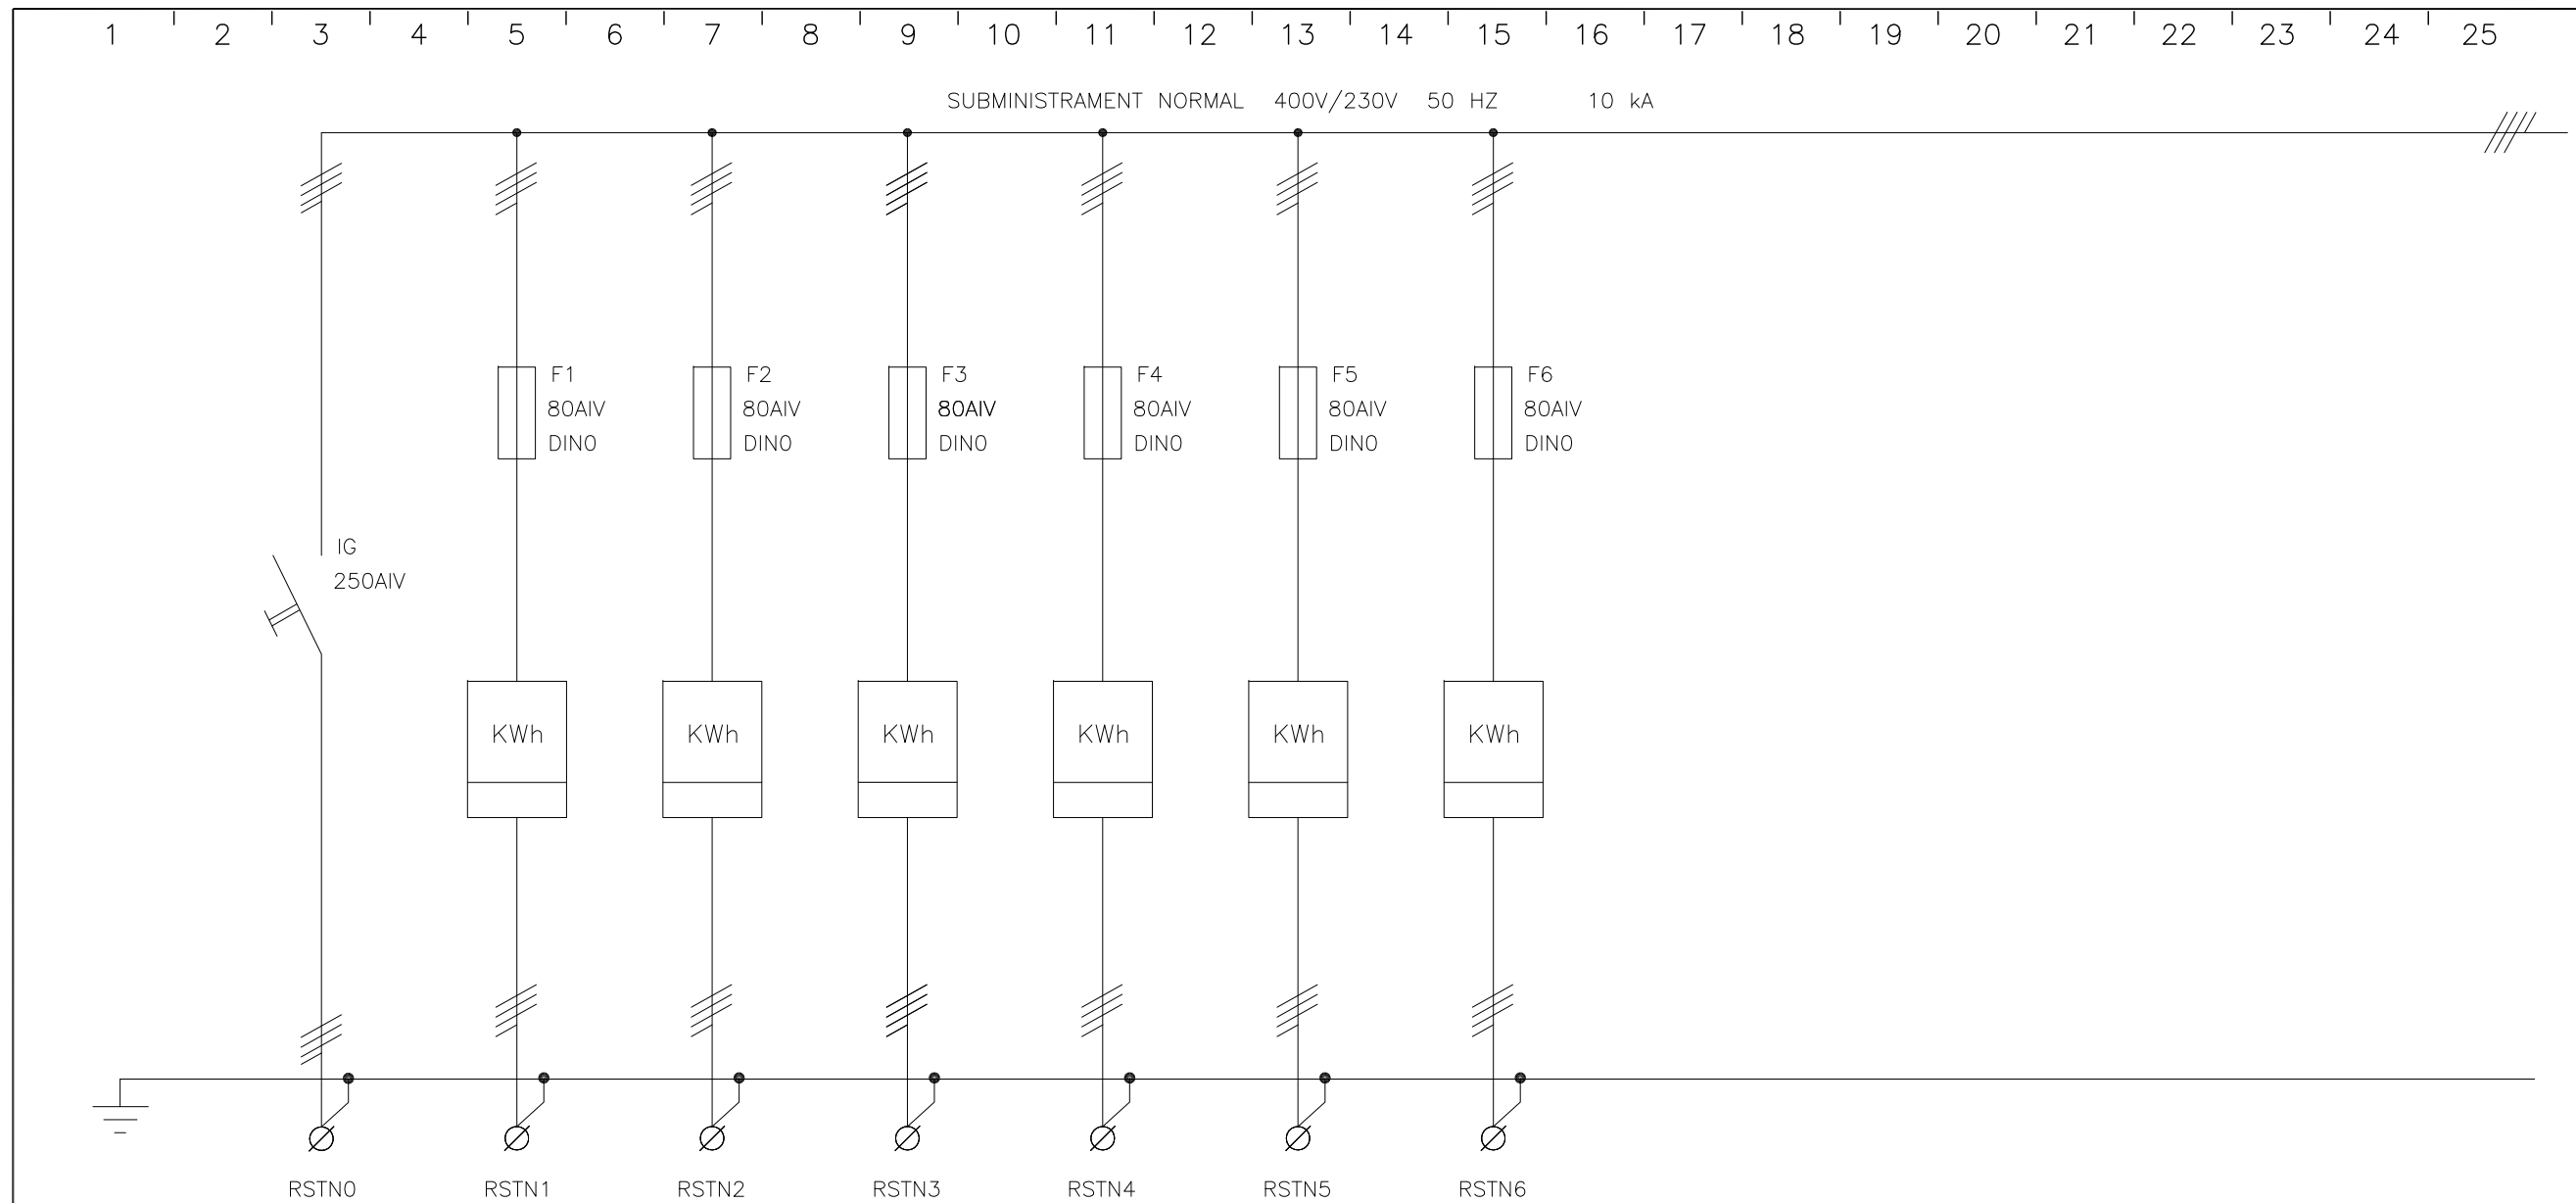 1 2 3 4 5 6 7 8 9 10 11 12 13 14 15 16 17 18 19 20 21 22 23 24 25
SUBMINISTRAMENT NORMAL 400V/230V 50 HZ 10 kA
F1 F2 F3 F4 F5 F6
80AIV 80AIV 80AIV 80AIV 80AIV 80AIV
DIN0 DIN0 DIN0 DIN0 DIN0 DIN0
IG
250AIV
KWh KWh KWh KWh KWh KWh
RSTN0 RSTN1 RSTN2 RSTN3 RSTN4 RSTN5 RSTN6